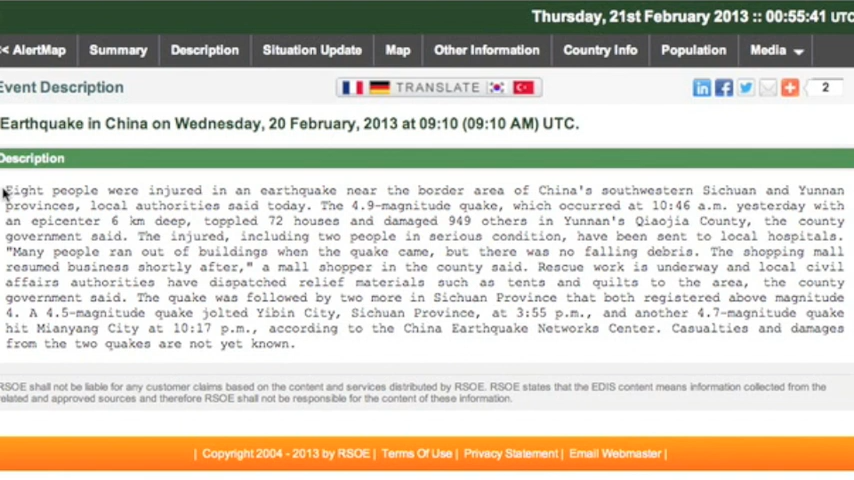 Thursday, 21st February 2013 :: 00:55:41 UTC
<< AlertMap Summary Description Situation Update Map Other Information Country Info Population Media
Event Description TRANSLATE 2
Earthquake in China on Wednesday, 20 February, 2013 at 09:10 (09:10 AM) UTC.
Description
Eight people were injured in an earthquake near the border area of China's southwestern Sichuan and Yunnan
provinces, local authorities said today. The 4.9-magnitude quake, which occurred at 10:46 a.m. yesterday with
an epicenter 6 km deep, toppled 72 houses and damaged 949 others in Yunnan's Qiaojia County, the county
government said. The injured, including two people in serious condition, have been sent to local hospitals.
"Many people ran out of buildings when the quake came, but there was no falling debris. The shopping mall
resumed business shortly after," a mall shopper in the county said. Rescue work is underway and local civil
affairs authorities have dispatched relief materials such as tents and quilts to the area, the county
government said. The quake was followed by two more in Sichuan Province that both registered above magnitude
4. A 4.5-magnitude quake jolted Yibin City, Sichuan Province, at 3:55 p.m., and another 4.7-magnitude quake
hit Mianyang City at 10:17 p.m., according to the China Earthquake Networks Center. Casualties and damages
from the two quakes are not yet known.
RSOE shall not be liable for any customer claims based on the content and services distributed by RSOE. RSOE states that the EDIS content means information collected from the
related and approved sources and therefore RSOE shall not be responsible for the content of these information.
| Copyright 2004 - 2013 by RSOE | Terms Of Use | Privacy Statement | Email Webmaster |